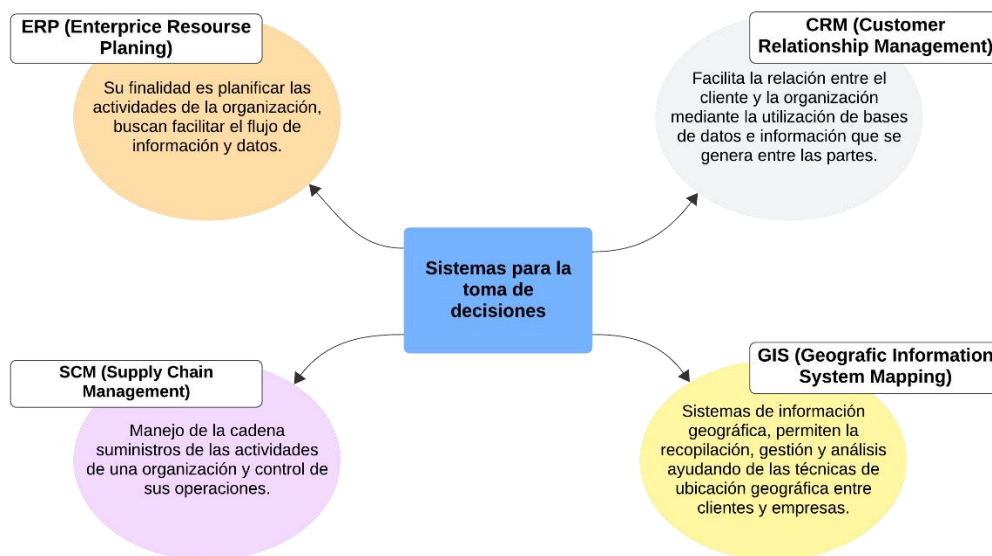 ERP (Enterprice Resourse
Planing)
Su finalidad es planificar las
actividades de la organización,
buscan facilitar el flujo de
información y datos.
CRM (Customer
Relationship Management)
Facilita la relación entre el
cliente y la organización
mediante la utilización de bases
de datos e información que se
genera entre las partes.
Sistemas para la
toma de
decisiones
SCM (Supply Chain
Management)
Manejo de la cadena
suministros de las actividades
de una organización y control de
sus operaciones.
GIS (Geografic Information
System Mapping)
Sistemas de información
geográfica, permiten la
recopilación, gestión y análisis
ayudando de las técnicas de
ubicación geográfica entre
clientes y empresas.